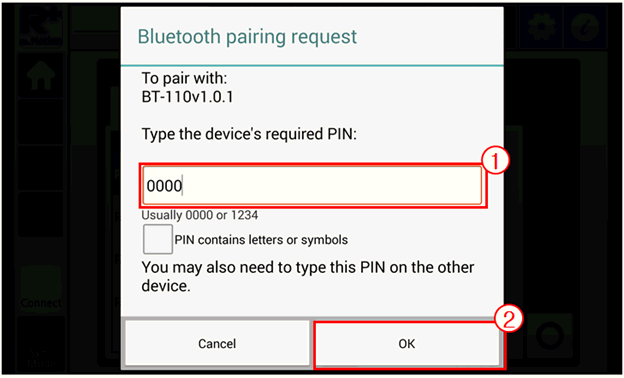 Bluetooth pairing request
To pair with:
BT-110v1.0.1
Type the device's required PIN:
①
0000
Usually 0000 or 1234
PIN contains letters or symbols
You may also need to type this PIN on the other
device.
Connect
②
Cancel
OK